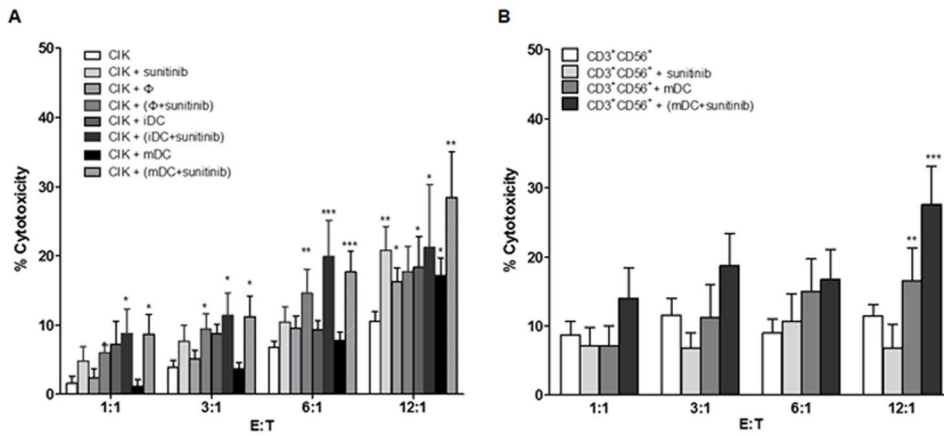 A
50
40
30
20
10
0
% Cytotoxicity
CIK
CIK + sunitinib
CIK + Φ
CIK + (Φ+sunitinib)
CIK + iDC
CIK + (iDC+sunitinib)
CIK + mDC
CIK + (mDC+sunitinib)
* *
* * *
** *** ***
** * * * * **
1:1 3:1 6:1 12:1
E:T
B
50
40
30
20
10
0
% Cytotoxicity
CD3⁺CD56⁺
CD3⁺CD56⁺ + sunitinib
CD3⁺CD56⁺ + mDC
CD3⁺CD56⁺ + (mDC+sunitinib)
** ***
1:1 3:1 6:1 12:1
E:T